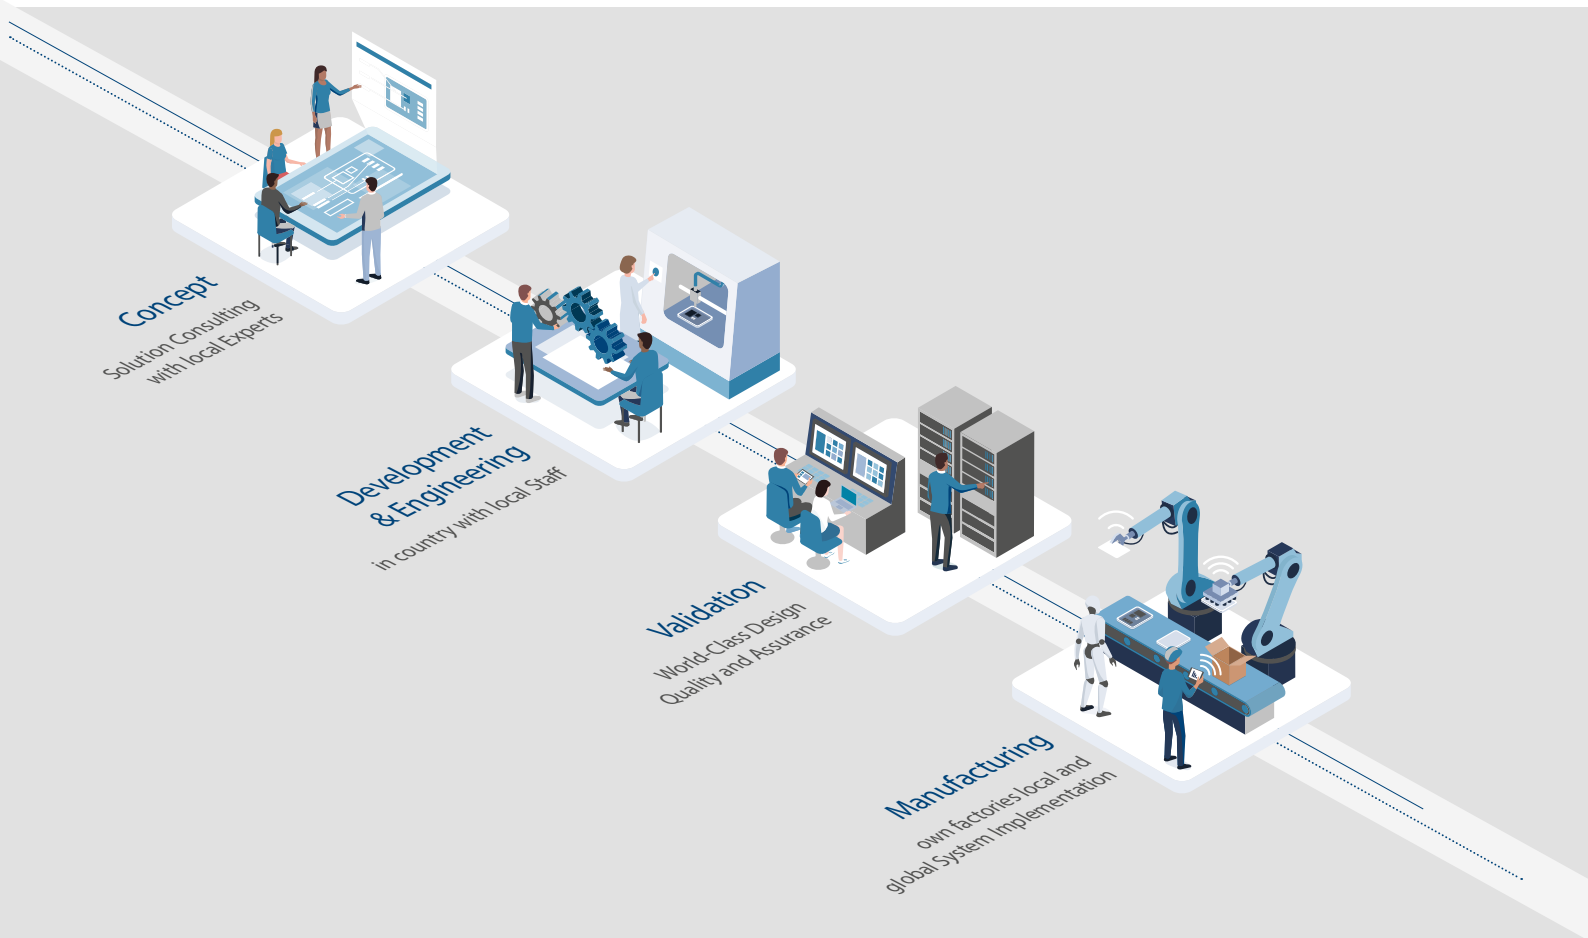 Concept
Solution Consulting
with local Experts
Development
& Engineering
in country with local Staff
Validation
World-Class Design
Quality and Assurance
Manufacturing
own factories local and
global System Implementation